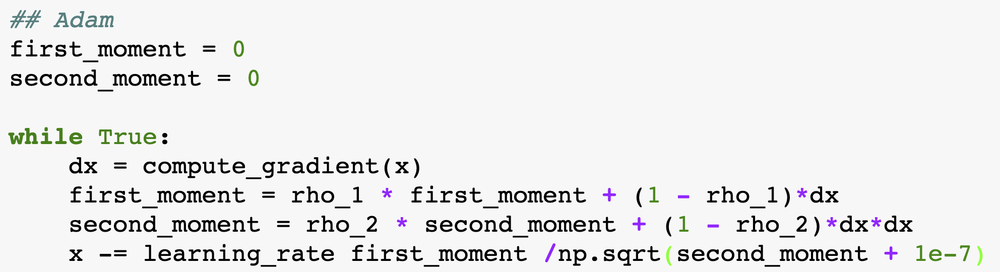 ## Adam
first_moment = 0
second_moment = 0
while True:
dx = compute_gradient(x)
first_moment = rho_1 * first_moment + (1 - rho_1)*dx
second_moment = rho_2 * second_moment + (1 - rho_2)*dx*dx
x -= learning_rate first_moment /np.sqrt(second_moment + 1e-7)